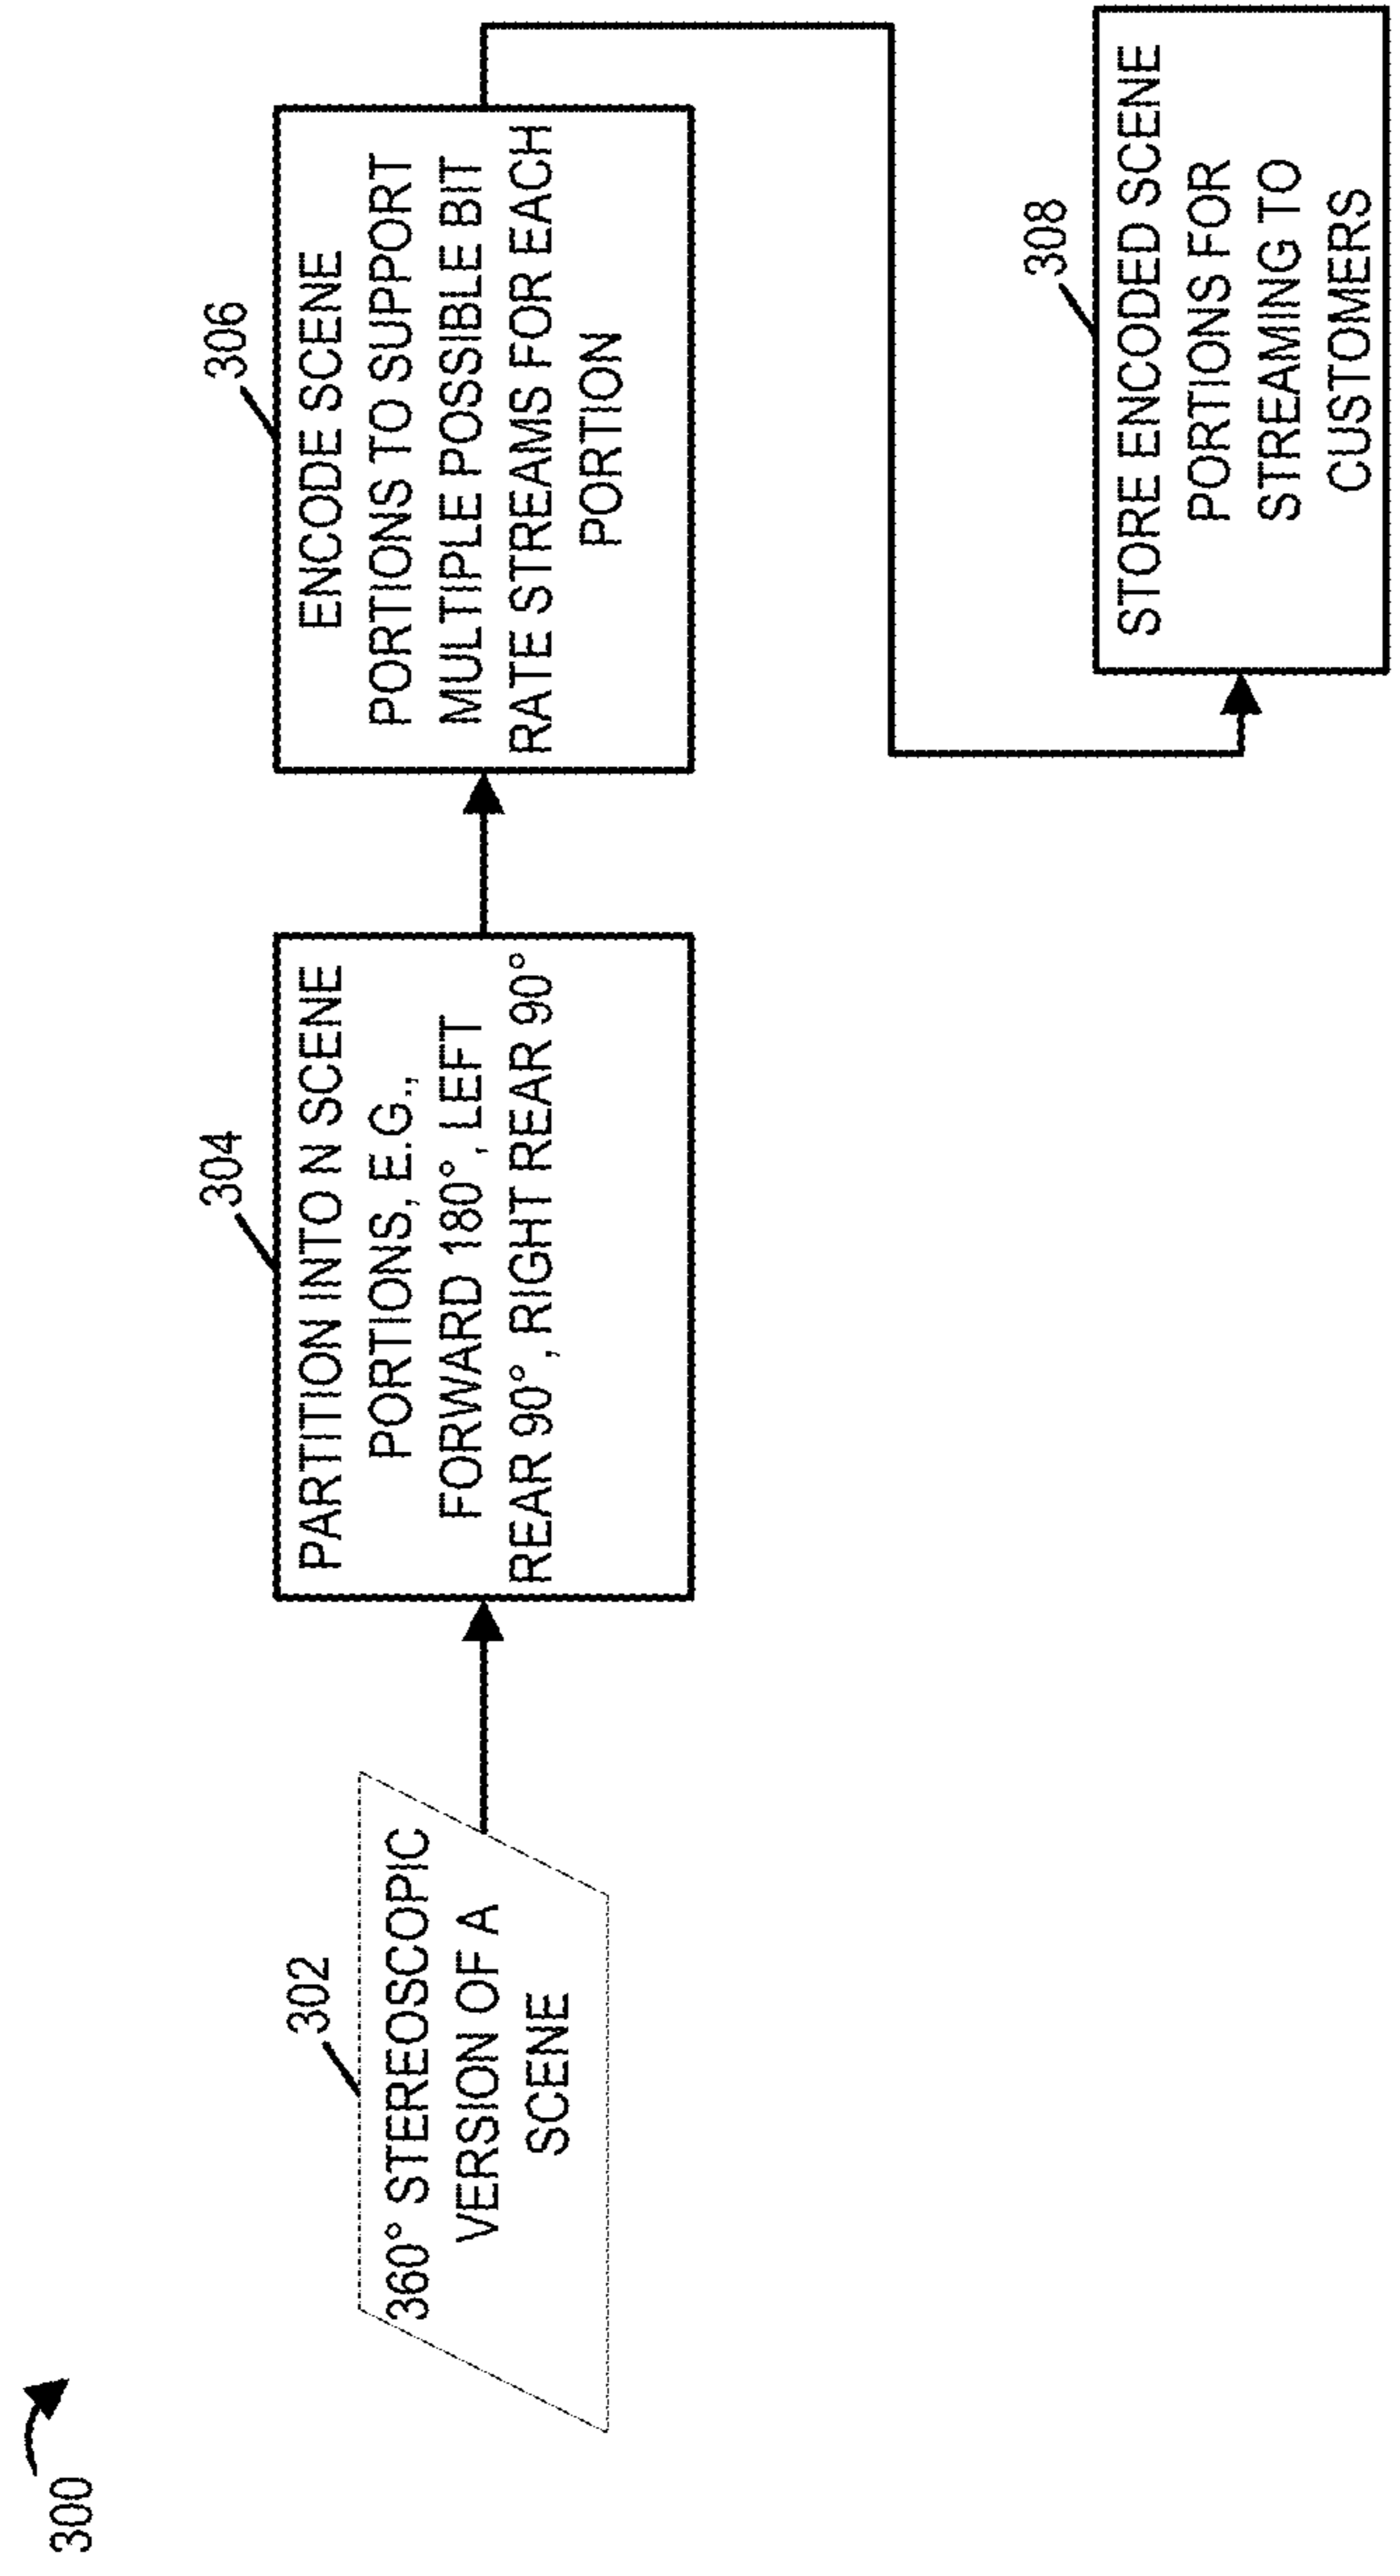 300
302
360° STEREOSCOPIC
VERSION OF A
SCENE
304
PARTITION INTO N SCENE
PORTIONS, E.G.,
FORWARD 180°, LEFT
REAR 90°, RIGHT REAR 90°
306
ENCODE SCENE
PORTIONS TO SUPPORT
MULTIPLE POSSIBLE BIT
RATE STREAMS FOR EACH
PORTION
308
STORE ENCODED SCENE
PORTIONS FOR
STREAMING TO
CUSTOMERS